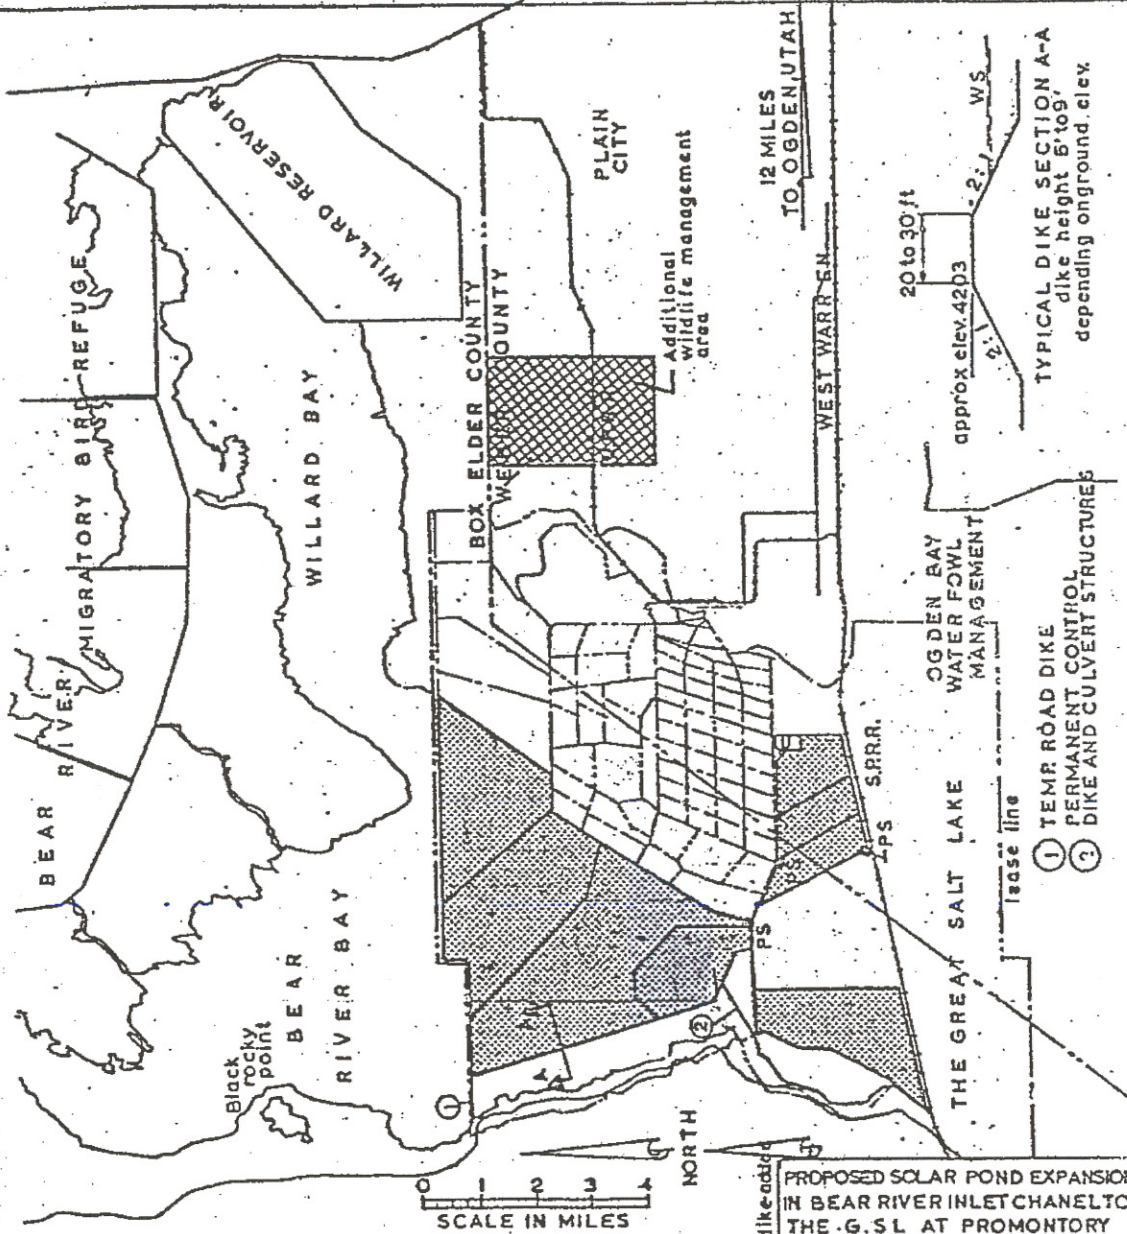 BEAR RIVER MIGRATORY BIRD REFUGE
WILLARD RESERVOIR
WILLARD BAY
BEAR
RIVER BAY
Black
rocky
point
BOX ELDER COUNTY
WEBER COUNTY
PLAIN
CITY
Additional
wildlife management
area
12 MILES
TO OGDEN, UTAH
WEST WARREN
OGDEN BAY
WATER FOWL
MANAGEMENT
S.P.R.R.
PS
PS
PS
THE GREAT SALT LAKE
lease line
A
1
2
20 to 30 ft
approx elev. 4203
2:1
2:1
WS
TYPICAL DIKE SECTION A-A
dike height 5' to 9'
depending on ground elev.
1 TEMP. ROAD DIKE
PERMANENT CONTROL
2 DIKE AND CULVERT STRUCTURES
NORTH
0 1 2 3 4
SCALE IN MILES
dike added
PROPOSED SOLAR POND EXPANSION
IN BEAR RIVER INLET CHANEL TO
THE G.S L AT PROMONTORY